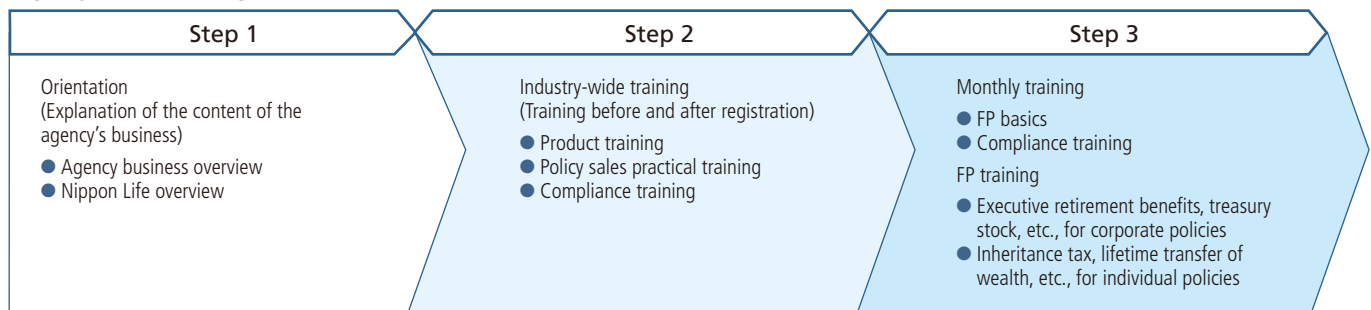 Step 1
Orientation
(Explanation of the content of the
agency's business)
● Agency business overview
● Nippon Life overview
Step 2
Industry-wide training
(Training before and after registration)
● Product training
● Policy sales practical training
● Compliance training
Step 3
Monthly training
● FP basics
● Compliance training
FP training
● Executive retirement benefits, treasury
stock, etc., for corporate policies
● Inheritance tax, lifetime transfer of
wealth, etc., for individual policies